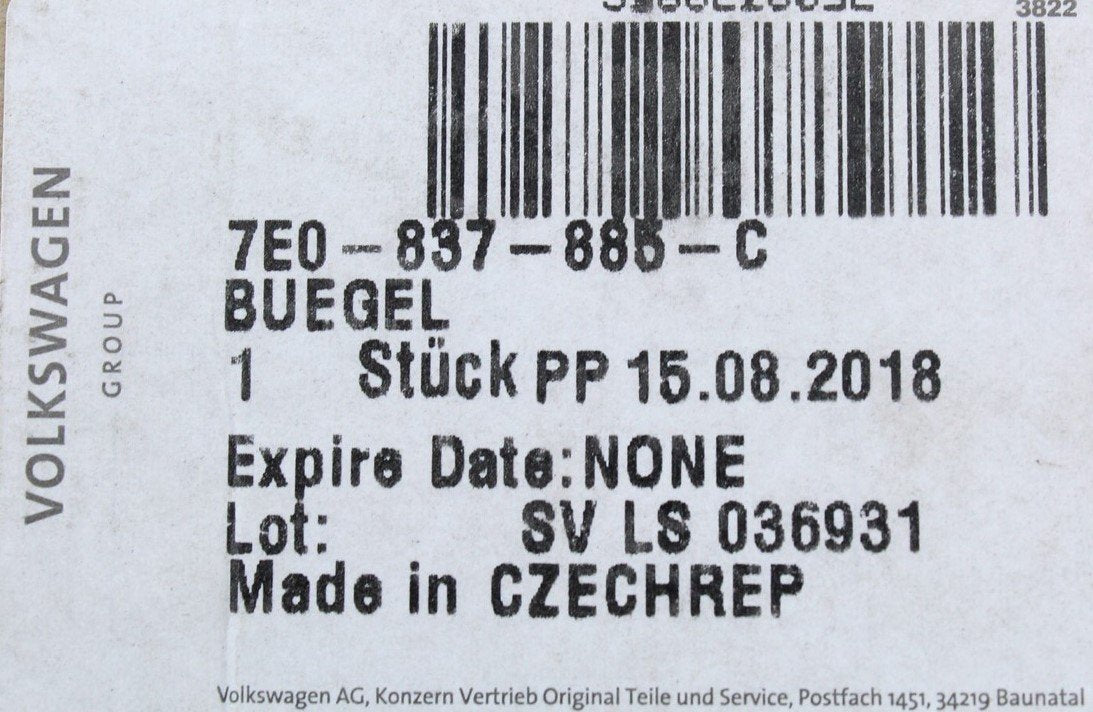 3822
VOLKSWAGEN
GROUP
7E0-837-885-C
BUEGEL
1 Stück PP 15.08.2018
Expire Date:NONE
Lot: SV LS 036931
Made in CZECHREP
Volkswagen AG, Konzern Vertrieb Original Teile und Service, Postfach 1451, 34219 Baunatal